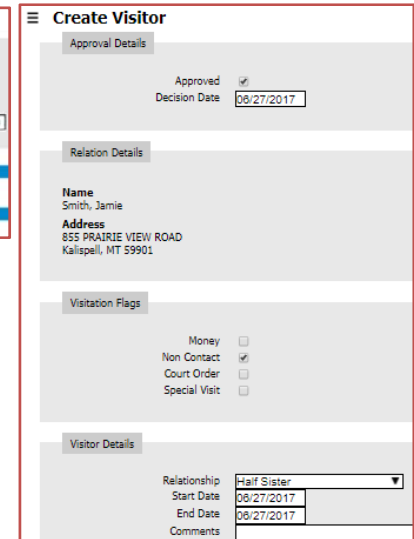 Create Visitor
Approval Details
Approved
Decision Date 06/27/2017
Relation Details
Name
Smith, Jamie
Address
855 PRAIRIE VIEW ROAD
Kalispell, MT 59901
Visitation Flags
Money
Non Contact
Court Order
Special Visit
Visitor Details
Relationship Half Sister
Start Date 06/27/2017
End Date 06/27/2017
Comments